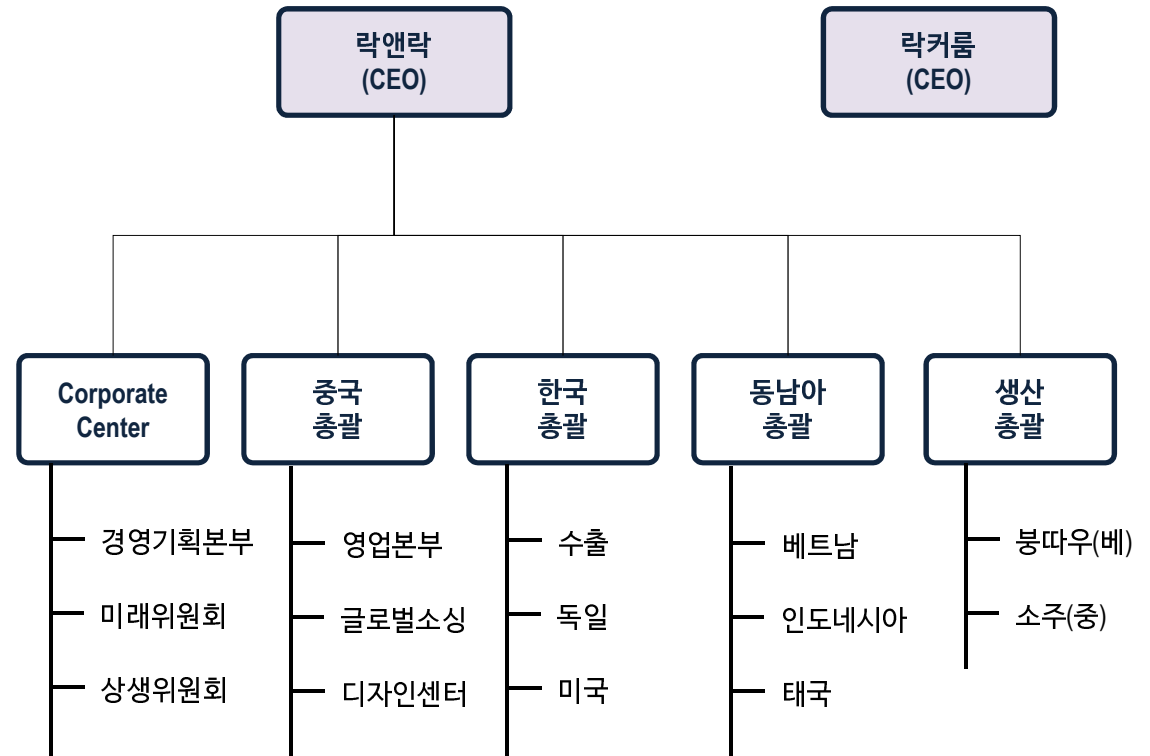 락앤락
(CEO)
락커룸
(CEO)
Corporate
Center
중국
총괄
한국
총괄
동남아
총괄
생산
총괄
경영기획본부
미래위원회
상생위원회
영업본부
글로벌소싱
디자인센터
수출
독일
미국
베트남
인도네시아
태국
붕따우(베)
소주(중)